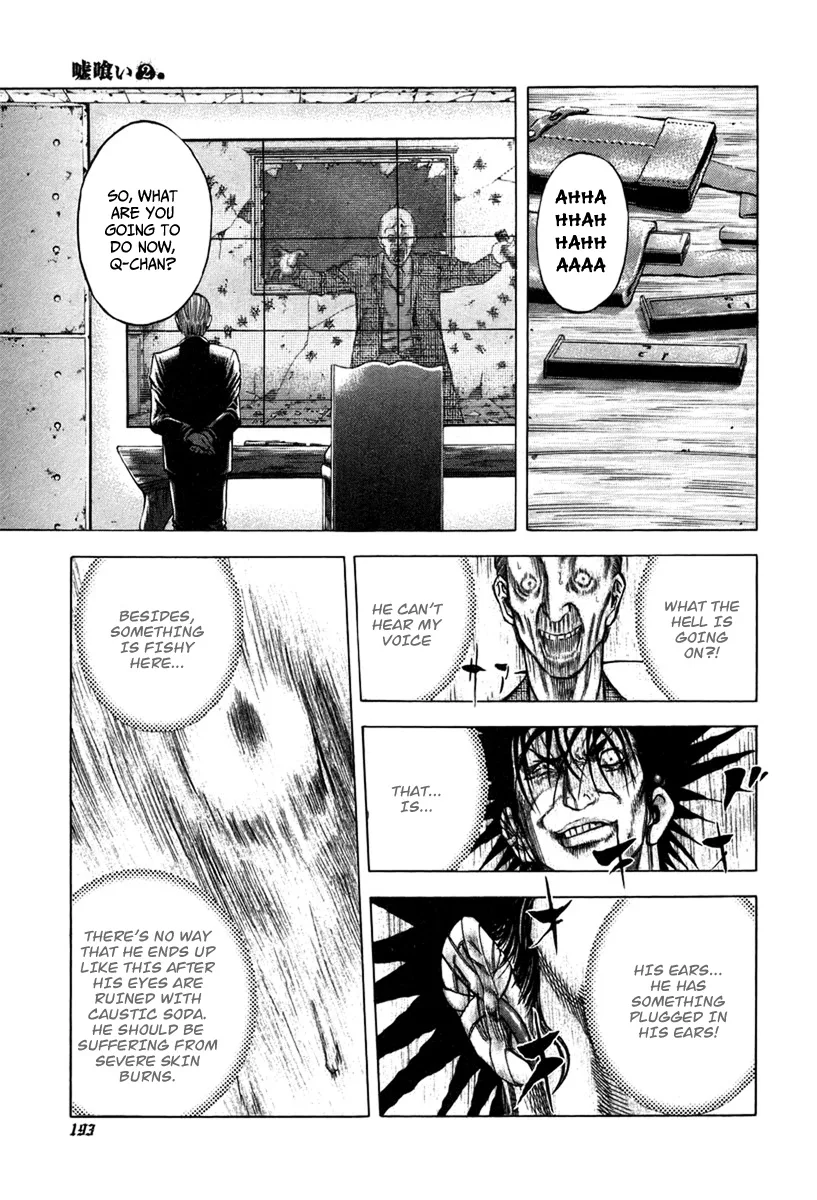 嘘喰い2.
AHHA
HHAH
HAHH
AAAA
SO, WHAT
ARE YOU
GOING TO
DO NOW,
Q-CHAN?
WHAT THE
HELL IS
GOING
ON?!
HE CAN'T
HEAR MY
VOICE
THAT...
IS...
HIS EARS...
HE HAS
SOMETHING
PLUGGED IN
HIS EARS!
BESIDES,
SOMETHING
IS FISHY
HERE...
THERE'S NO WAY
THAT HE ENDS UP
LIKE THIS AFTER
HIS EYES ARE
RUINED WITH
CAUSTIC SODA.
HE SHOULD BE
SUFFERING FROM
SEVERE SKIN
BURNS.
193